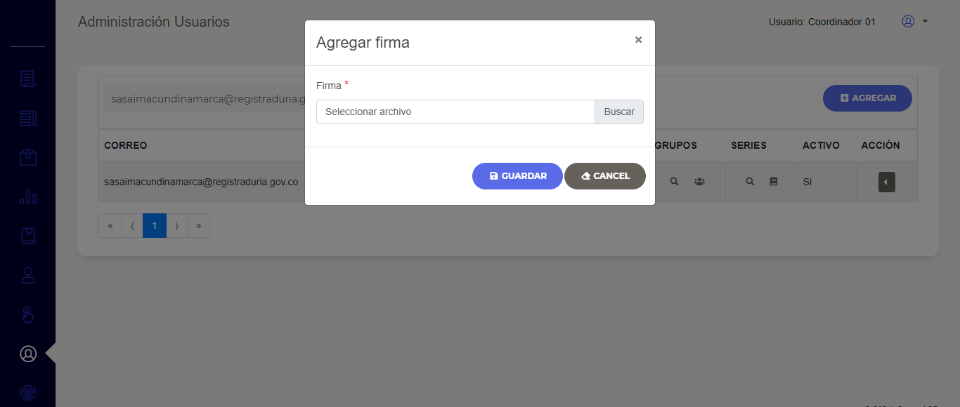 Administración Usuarios
Usuario: Coordinador 01
Agregar firma
×
Firma *
Seleccionar archivo
Buscar
GUARDAR
CANCEL
sasaimacundinamarca@registraduria.g
AGREGAR
CORREO
GRUPOS
SERIES
ACTIVO
ACCIÓN
sasaimacundinamarca@registraduria.gov.co
Si
« ⟨ 1 ⟩ »